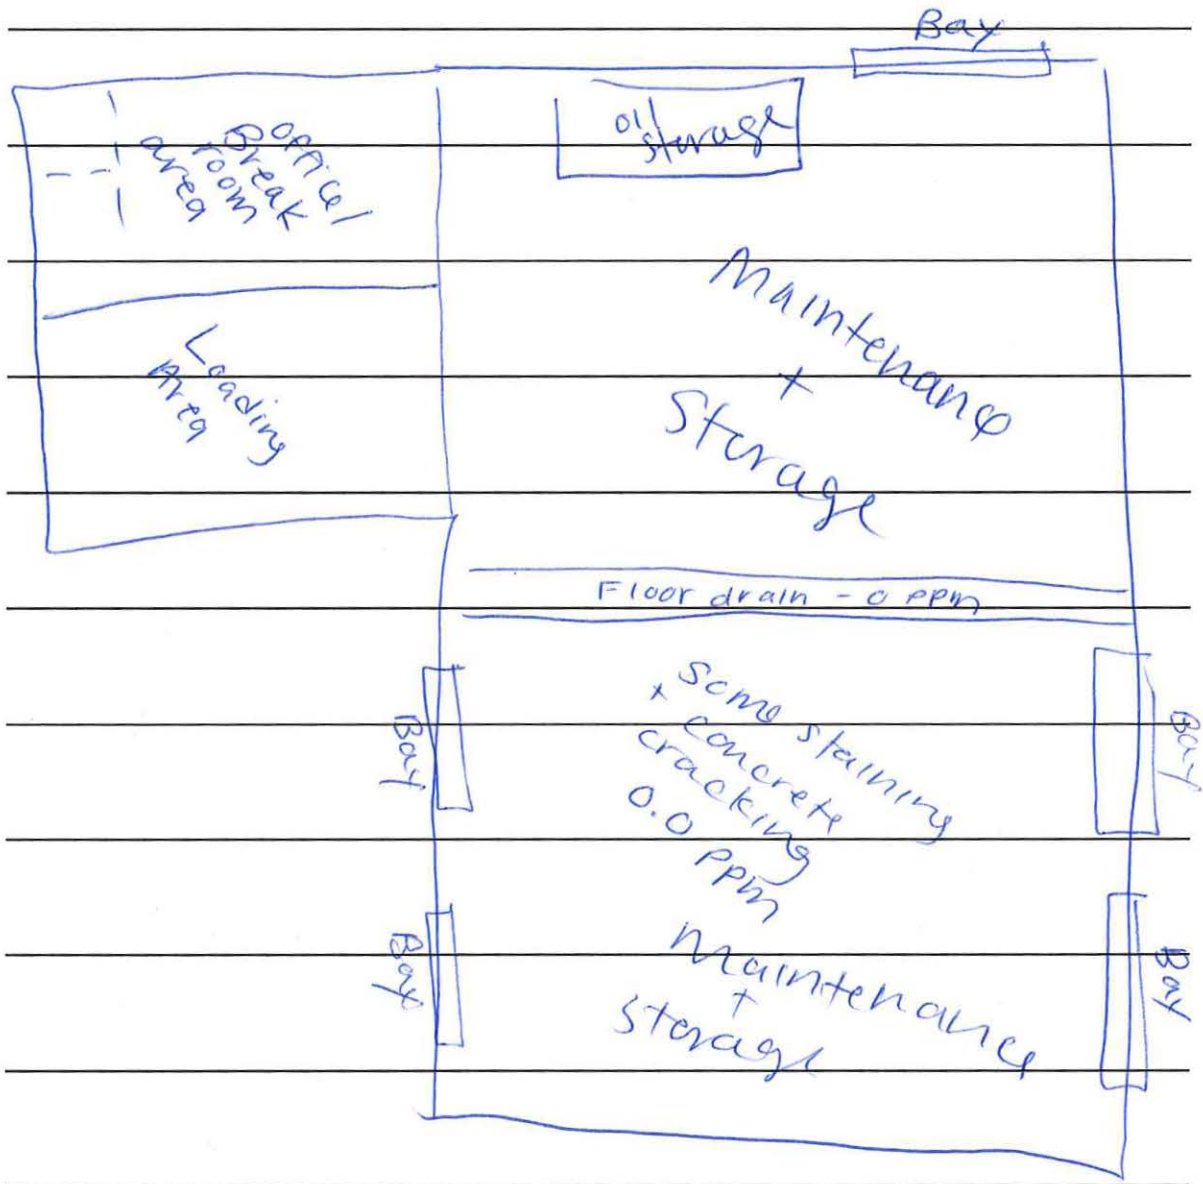 Bay
oil
storage
office/
Break
room
area
Loading
Area
Maintenance
+
Storage
Floor drain - 0 ppm
Bay
Bay
some staining
+ concrete
cracking
0.0
ppm
Bay
Bay
Maintenance
+
storage